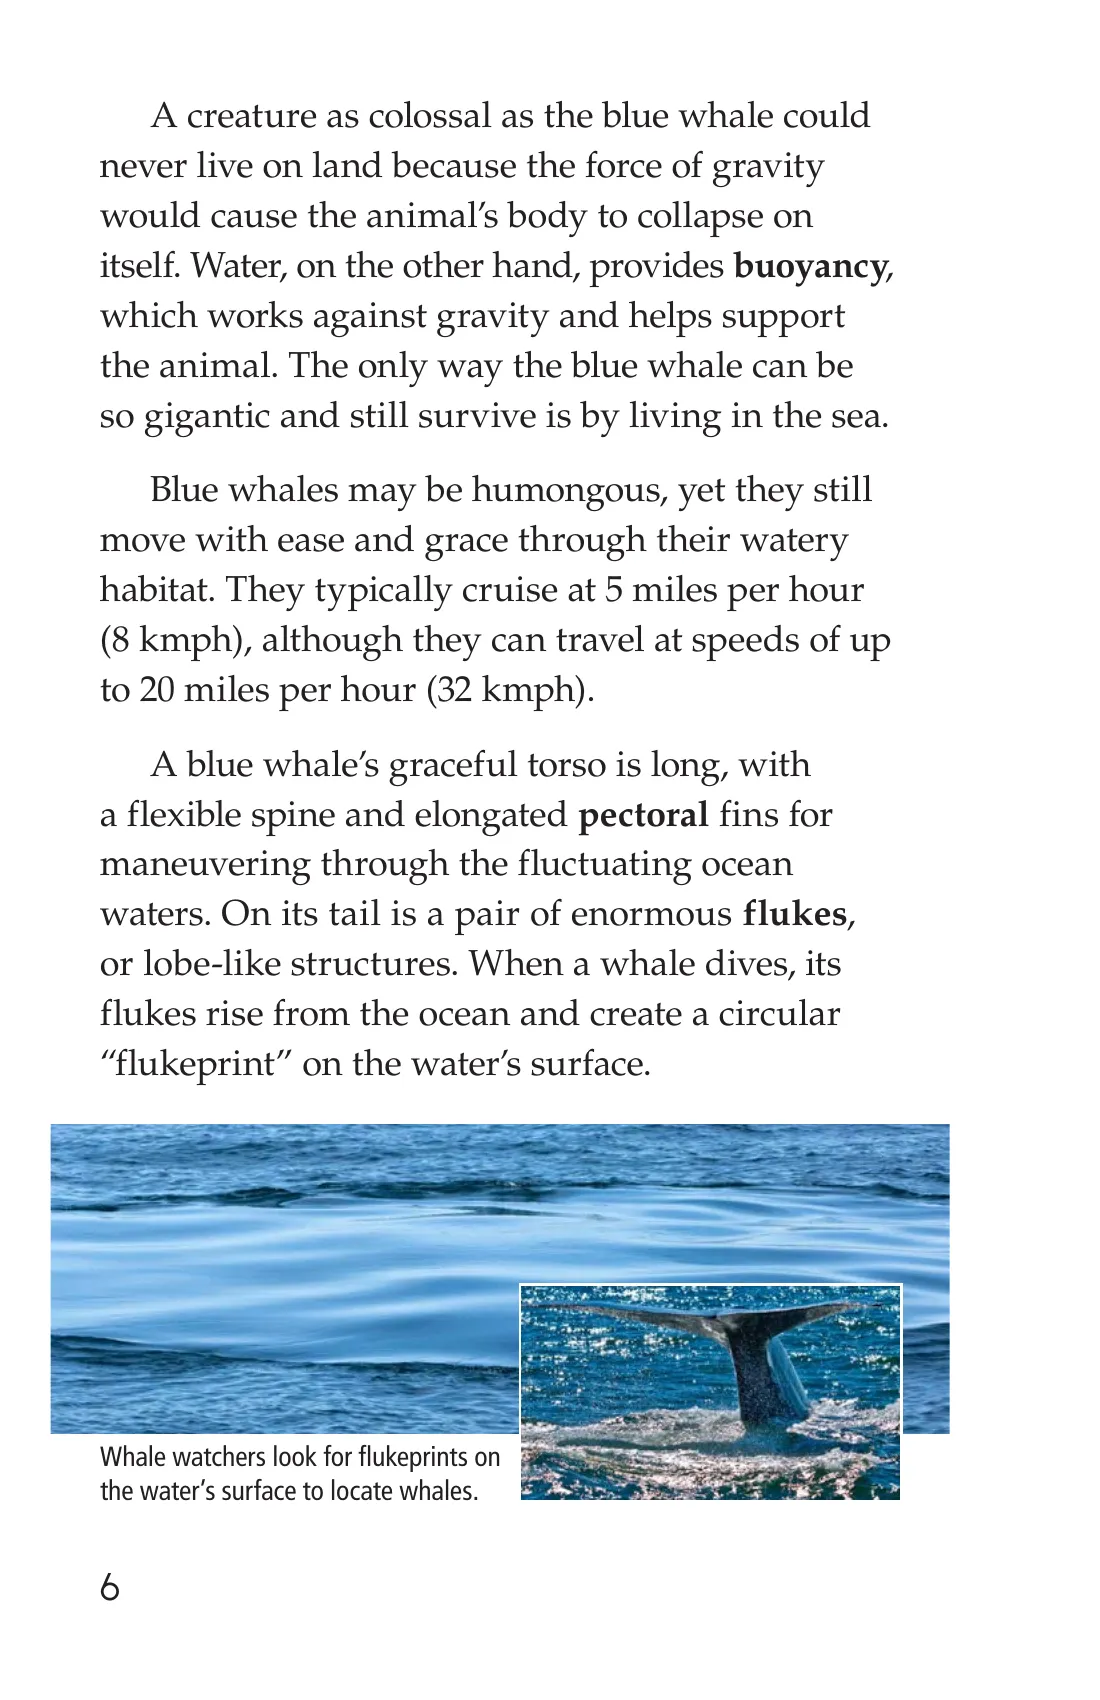 A creature as colossal as the blue whale could
never live on land because the force of gravity
would cause the animal’s body to collapse on
itself. Water, on the other hand, provides buoyancy,
which works against gravity and helps support
the animal. The only way the blue whale can be
so gigantic and still survive is by living in the sea.
Blue whales may be humongous, yet they still
move with ease and grace through their watery
habitat. They typically cruise at 5 miles per hour
(8 kmph), although they can travel at speeds of up
to 20 miles per hour (32 kmph).
A blue whale’s graceful torso is long, with
a flexible spine and elongated pectoral fins for
maneuvering through the fluctuating ocean
waters. On its tail is a pair of enormous flukes,
or lobe-like structures. When a whale dives, its
flukes rise from the ocean and create a circular
“flukeprint” on the water’s surface.
Whale watchers look for flukeprints on
the water’s surface to locate whales.
6